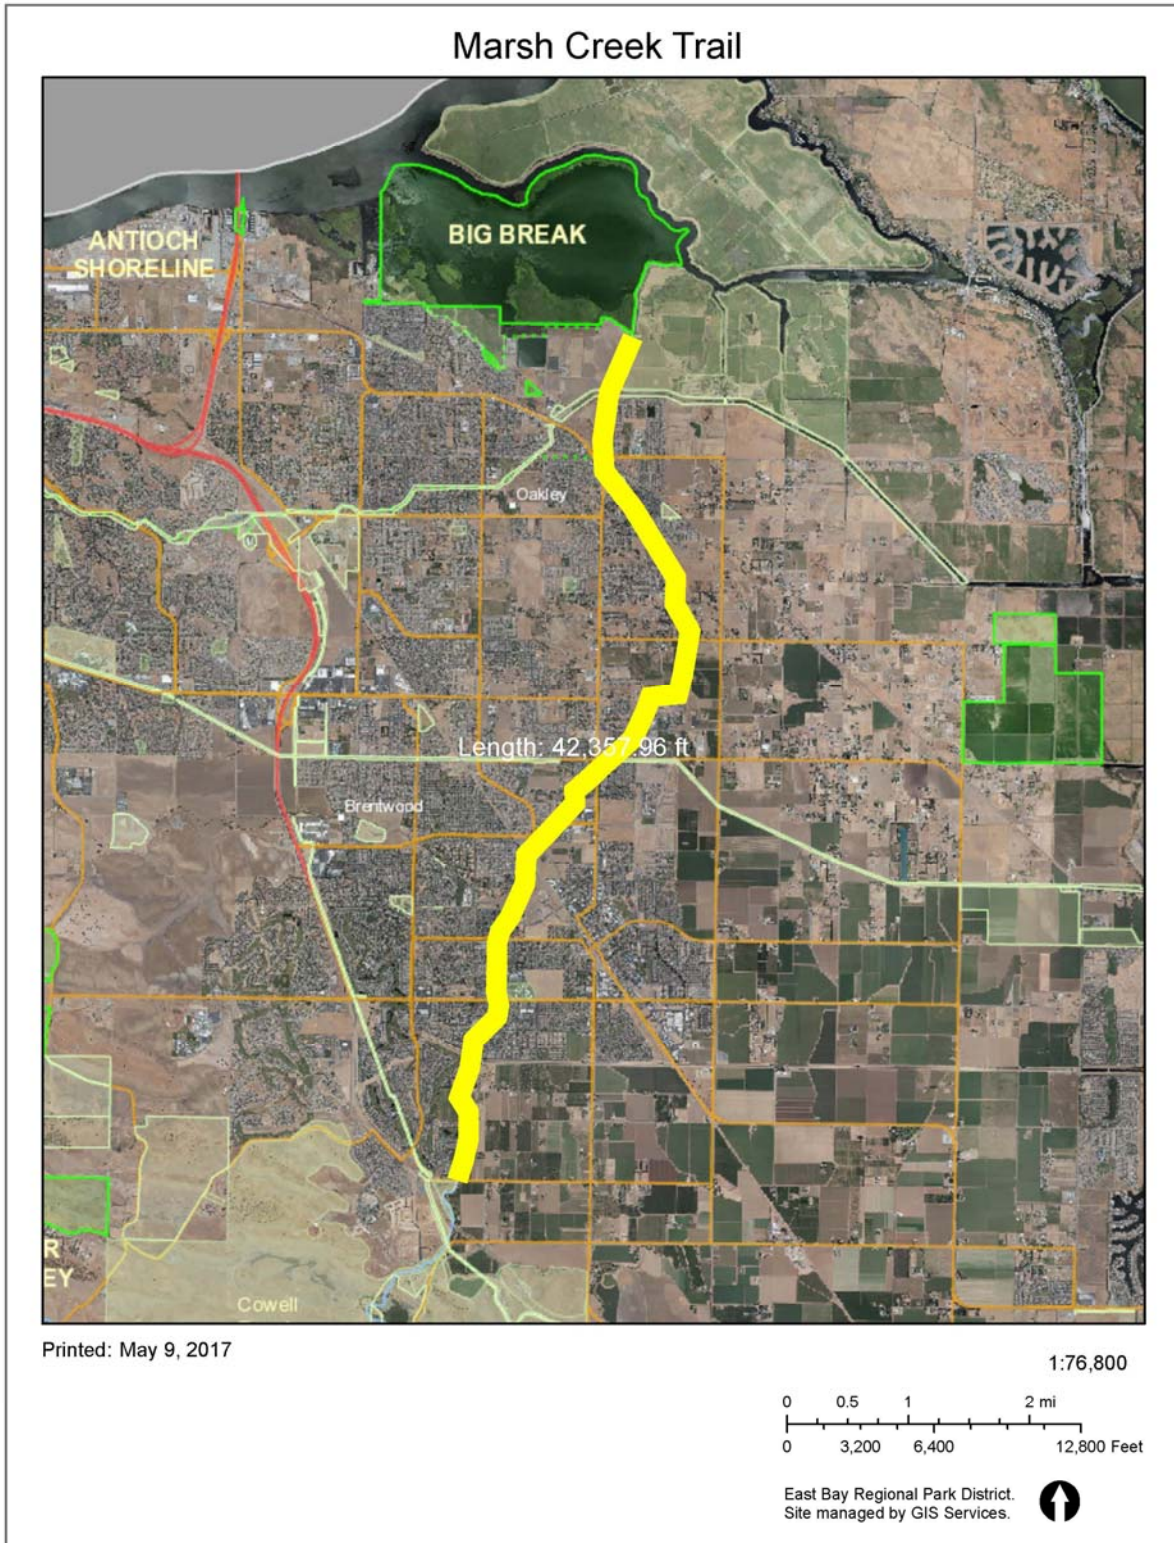 Marsh Creek Trail
ANTIOCH
SHORELINE
BIG BREAK
Oakley
Length: 42,357.96 ft
Brentwood
R
EY
Cowell
Printed: May 9, 2017
1:76,800
0 0.5 1 2 mi
0 3,200 6,400 12,800 Feet
East Bay Regional Park District.
Site managed by GIS Services.